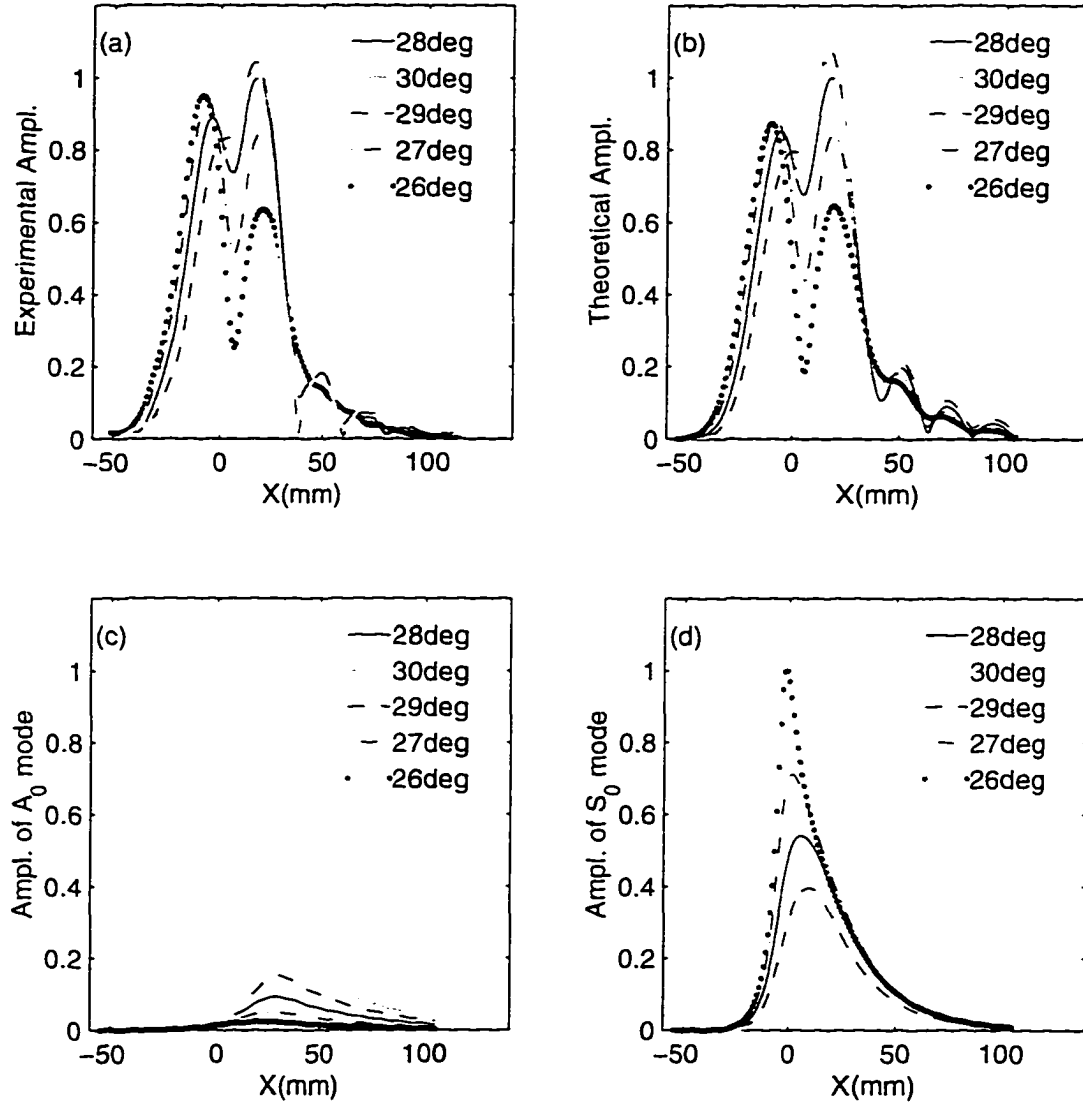 (a)
28deg
30deg
29deg
27deg
26deg
1
0.8
0.6
0.4
0.2
0
Experimental Ampl.
−50
0
50
100
X(mm)
(b)
28deg
30deg
29deg
27deg
26deg
1
0.8
0.6
0.4
0.2
0
Theoretical Ampl.
−50
0
50
100
X(mm)
(c)
28deg
30deg
29deg
27deg
26deg
1
0.8
0.6
0.4
0.2
0
Ampl. of A_0 mode
−50
0
50
100
X(mm)
(d)
28deg
30deg
29deg
27deg
26deg
1
0.8
0.6
0.4
0.2
0
Ampl. of S_0 mode
−50
0
50
100
X(mm)